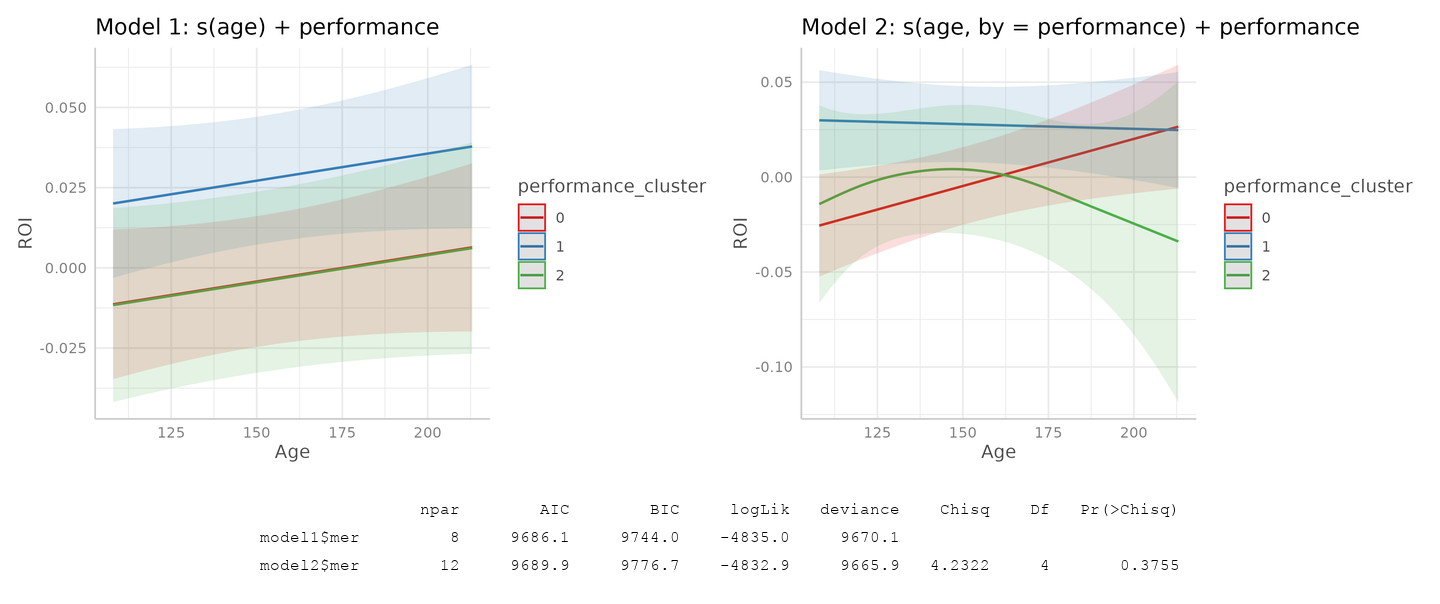 Model 1: s(age) + performance
0.050
0.025
0.000
-0.025
ROI
125 150 175 200
Age
performance_cluster
0
1
2
Model 2: s(age, by = performance) + performance
0.05
0.00
-0.05
-0.10
ROI
125 150 175 200
Age
performance_cluster
0
1
2
npar AIC BIC logLik deviance Chisq Df Pr(>Chisq)
model1$mer 8 9686.1 9744.0 -4835.0 9670.1
model2$mer 12 9689.9 9776.7 -4832.9 9665.9 4.2322 4 0.3755